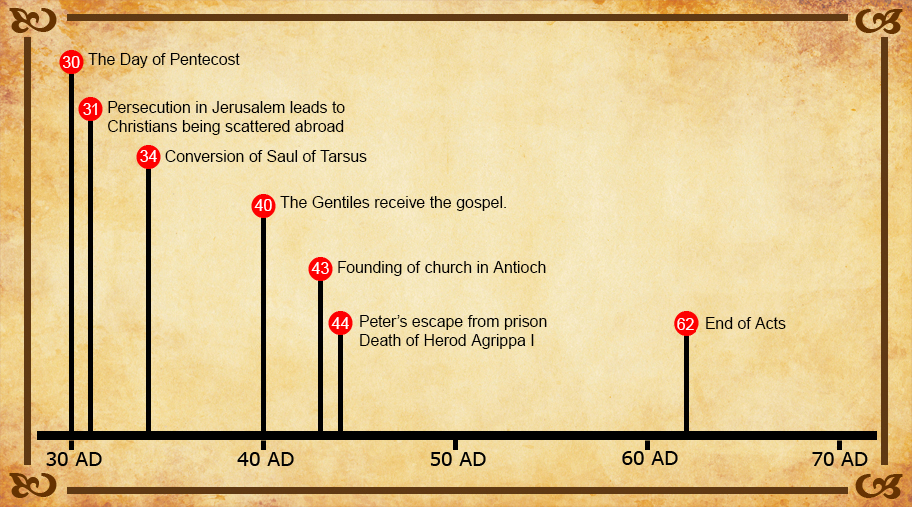 30 The Day of Pentecost
31 Persecution in Jerusalem leads to
Christians being scattered abroad
34 Conversion of Saul of Tarsus
40 The Gentiles receive the gospel.
43 Founding of church in Antioch
44 Peter’s escape from prison
Death of Herod Agrippa I
62 End of Acts
30 AD 40 AD 50 AD 60 AD 70 AD